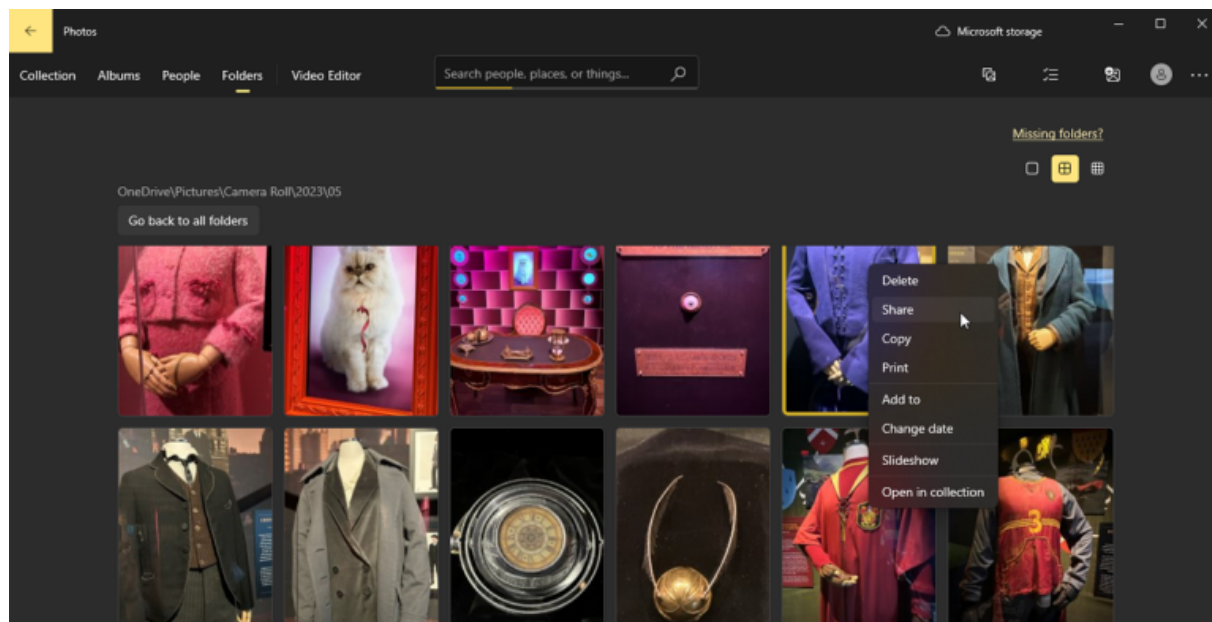 Photos
Microsoft storage
Collection Albums People Folders Video Editor
Search people, places, or things...
Missing folders?
OneDrive\Pictures\Camera Roll\2023\05
Go back to all folders
Delete
Share
Copy
Print
Add to
Change date
Slideshow
Open in collection
3